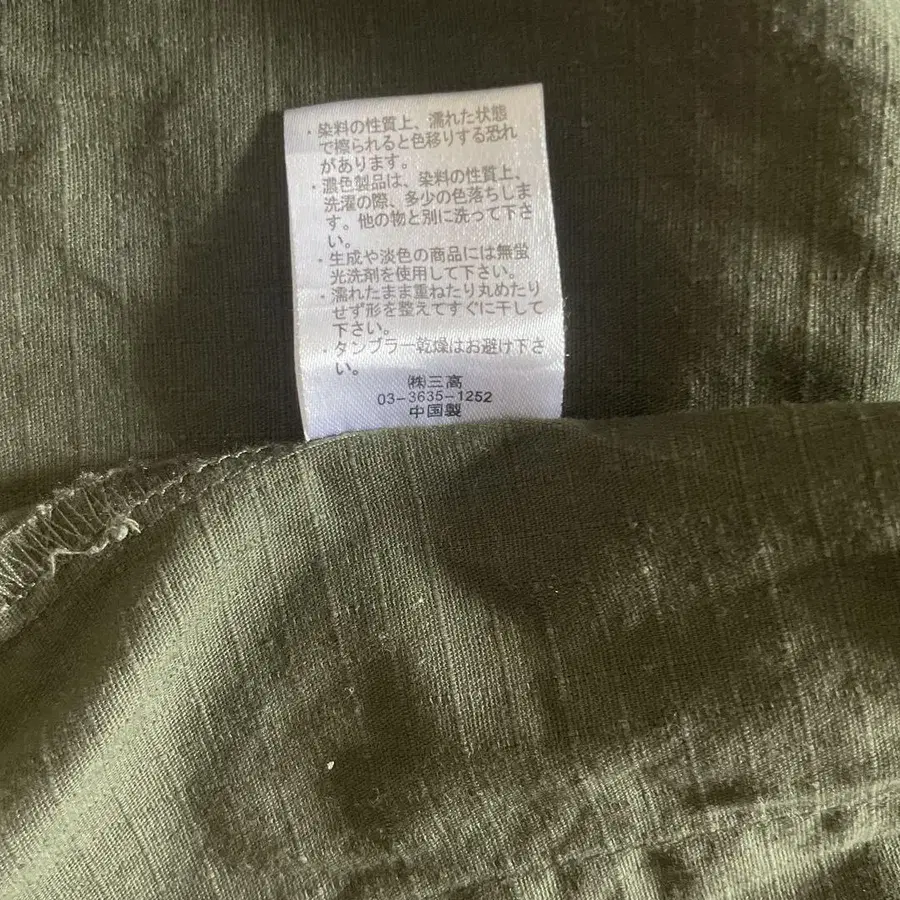 ・染料の性質上、濡れた状態
で擦られると色移りする恐れ
があります。
・濃色製品は、染料の性質上、
洗濯の際、多少の色落ちしま
す。他の物と別に洗って下さ
い。
・生成や淡色の商品には無蛍
光洗剤を使用して下さい。
・濡れたまま重ねたり丸めたり
せず形を整えてすぐに干して
下さい。
・タンブラー乾燥はお避け下さ
い。
㈱三高
03-3635-1252
中国製